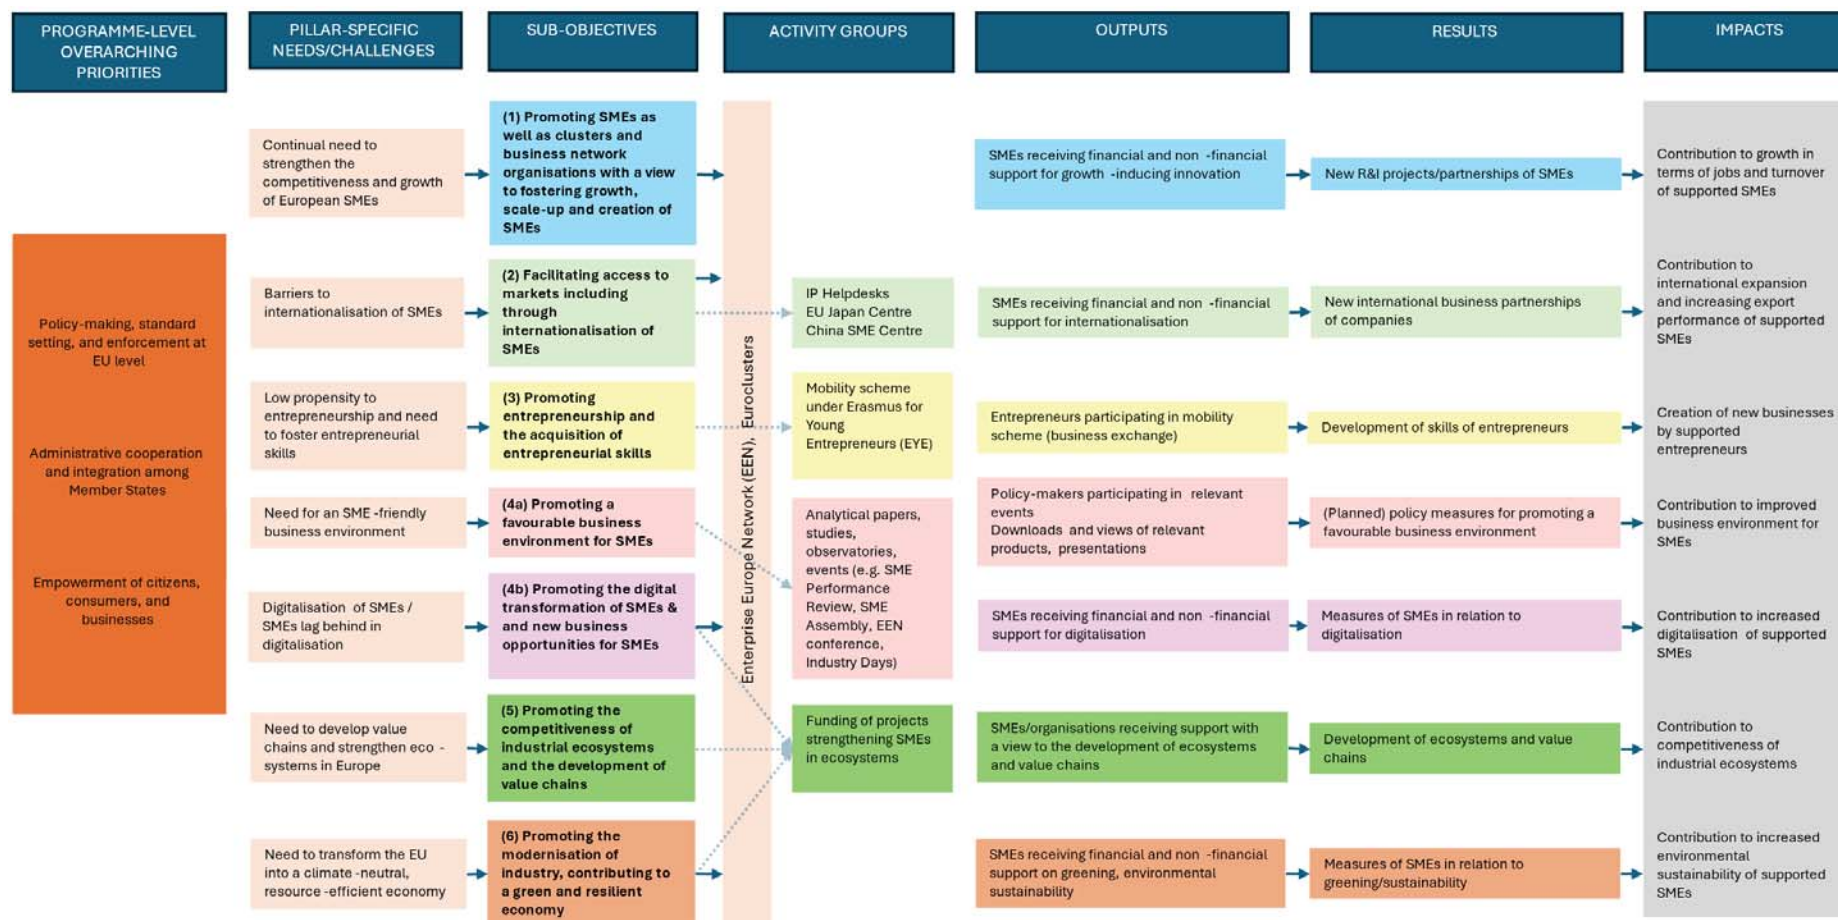 PROGRAMME-LEVEL
OVERARCHING
PRIORITIES
PILLAR-SPECIFIC
NEEDS/CHALLENGES
SUB-OBJECTIVES
ACTIVITY GROUPS
OUTPUTS
RESULTS
IMPACTS
Policy-making, standard
setting, and enforcement at
EU level
Administrative cooperation
and integration among
Member States
Empowerment of citizens,
consumers, and
businesses
Continual need to
strengthen the
competitiveness and growth
of European SMEs
(1) Promoting SMEs as
well as clusters and
business network
organisations with a view
to fostering growth,
scale-up and creation of
SMEs
Enterprise Europe Network (EEN), Euroclusters
SMEs receiving financial and non -financial
support for growth -inducing innovation
New R&I projects/partnerships of SMEs
Contribution to growth in
terms of jobs and turnover
of supported SMEs
Barriers to
internationalisation of SMEs
(2) Facilitating access to
markets including
through
internationalisation of
SMEs
IP Helpdesks
EU Japan Centre
China SME Centre
SMEs receiving financial and non -financial
support for internationalisation
New international business partnerships
of companies
Contribution to
international expansion
and increasing export
performance of supported
SMEs
Low propensity to
entrepreneurship and need
to foster entrepreneurial
skills
(3) Promoting
entrepreneurship and
the acquisition of
entrepreneurial skills
Mobility scheme
under Erasmus for
Young
Entrepreneurs (EYE)
Entrepreneurs participating in mobility
scheme (business exchange)
Development of skills of entrepreneurs
Creation of new businesses
by supported
entrepreneurs
Need for an SME -friendly
business environment
(4a) Promoting a
favourable business
environment for SMEs
Analytical papers,
studies,
observatories,
events (e.g. SME
Performance
Review, SME
Assembly, EEN
conference,
Industry Days)
Policy-makers participating in relevant
events
Downloads and views of relevant
products, presentations
(Planned) policy measures for promoting a
favourable business environment
Contribution to improved
business environment for
SMEs
Digitalisation of SMEs /
SMEs lag behind in
digitalisation
(4b) Promoting the digital
transformation of SMEs &
and new business
opportunities for SMEs
SMEs receiving financial and non -financial
support for digitalisation
Measures of SMEs in relation to
digitalisation
Contribution to increased
digitalisation of supported
SMEs
Need to develop value
chains and strengthen eco -
systems in Europe
(5) Promoting the
competitiveness of
industrial ecosystems
and the development of
value chains
Funding of projects
strengthening SMEs
in ecosystems
SMEs/organisations receiving support with
a view to the development of ecosystems
and value chains
Development of ecosystems and value
chains
Contribution to
competitiveness of
industrial ecosystems
Need to transform the EU
into a climate -neutral,
resource -efficient economy
(6) Promoting the
modernisation of
industry, contributing to
a green and resilient
economy
SMEs receiving financial and non -financial
support on greening, environmental
sustainability
Measures of SMEs in relation to
greening/sustainability
Contribution to increased
environmental
sustainability of supported
SMEs